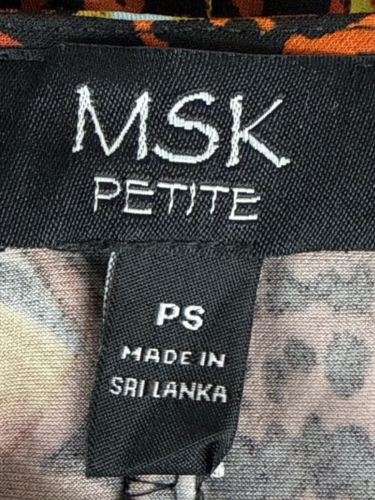 MSK
PETITE
PS
MADE IN
SRI LANKA